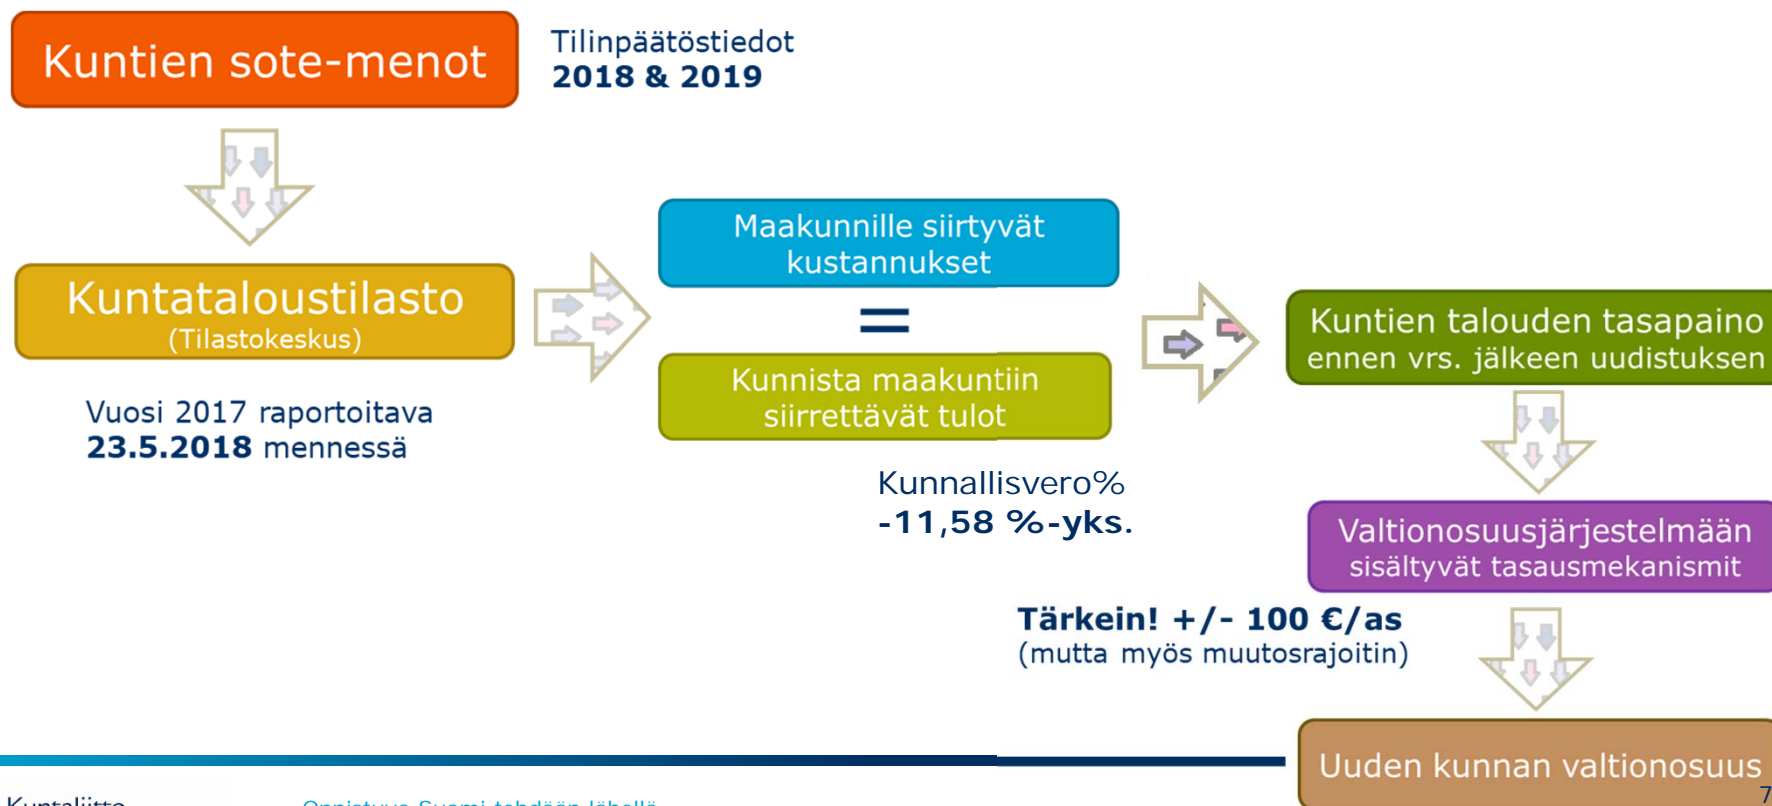 Kuntien sote-menot
Tilinpäätöstiedot
2018 & 2019
Kuntataloustilasto
(Tilastokeskus)
Vuosi 2017 raportoitava
23.5.2018 mennessä
Maakunnille siirtyvät
kustannukset
=
Kunnista maakuntiin
siirrettävät tulot
Kunnallisvero%
-11,58 %-yks.
Kuntien talouden tasapaino
ennen vrs. jälkeen uudistuksen
Valtionosuusjärjestelmään
sisältyvät tasausmekanismit
Tärkein! +/- 100 €/as
(mutta myös muutosrajoitin)
Uuden kunnan valtionosuus
7
Kuntaliitto